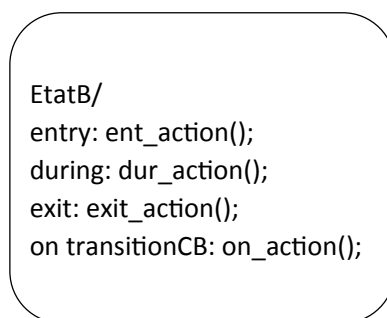 EtatB/
entry: ent_action();
during: dur_action();
exit: exit_action();
on transitionCB: on_action();